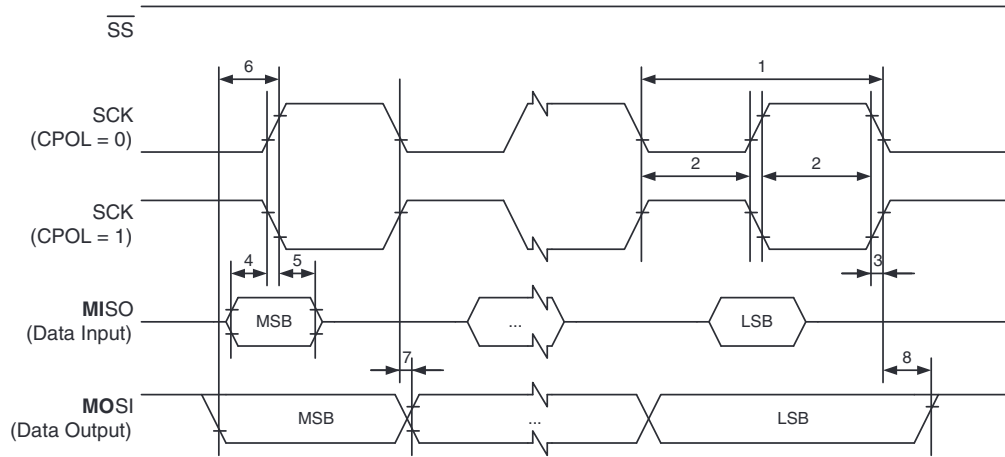 SS
6
1
SCK
(CPOL = 0)
2
2
SCK
(CPOL = 1)
4
5
3
MISO
(Data Input)
MSB
...
LSB
7
8
MOSI
(Data Output)
MSB
...
LSB